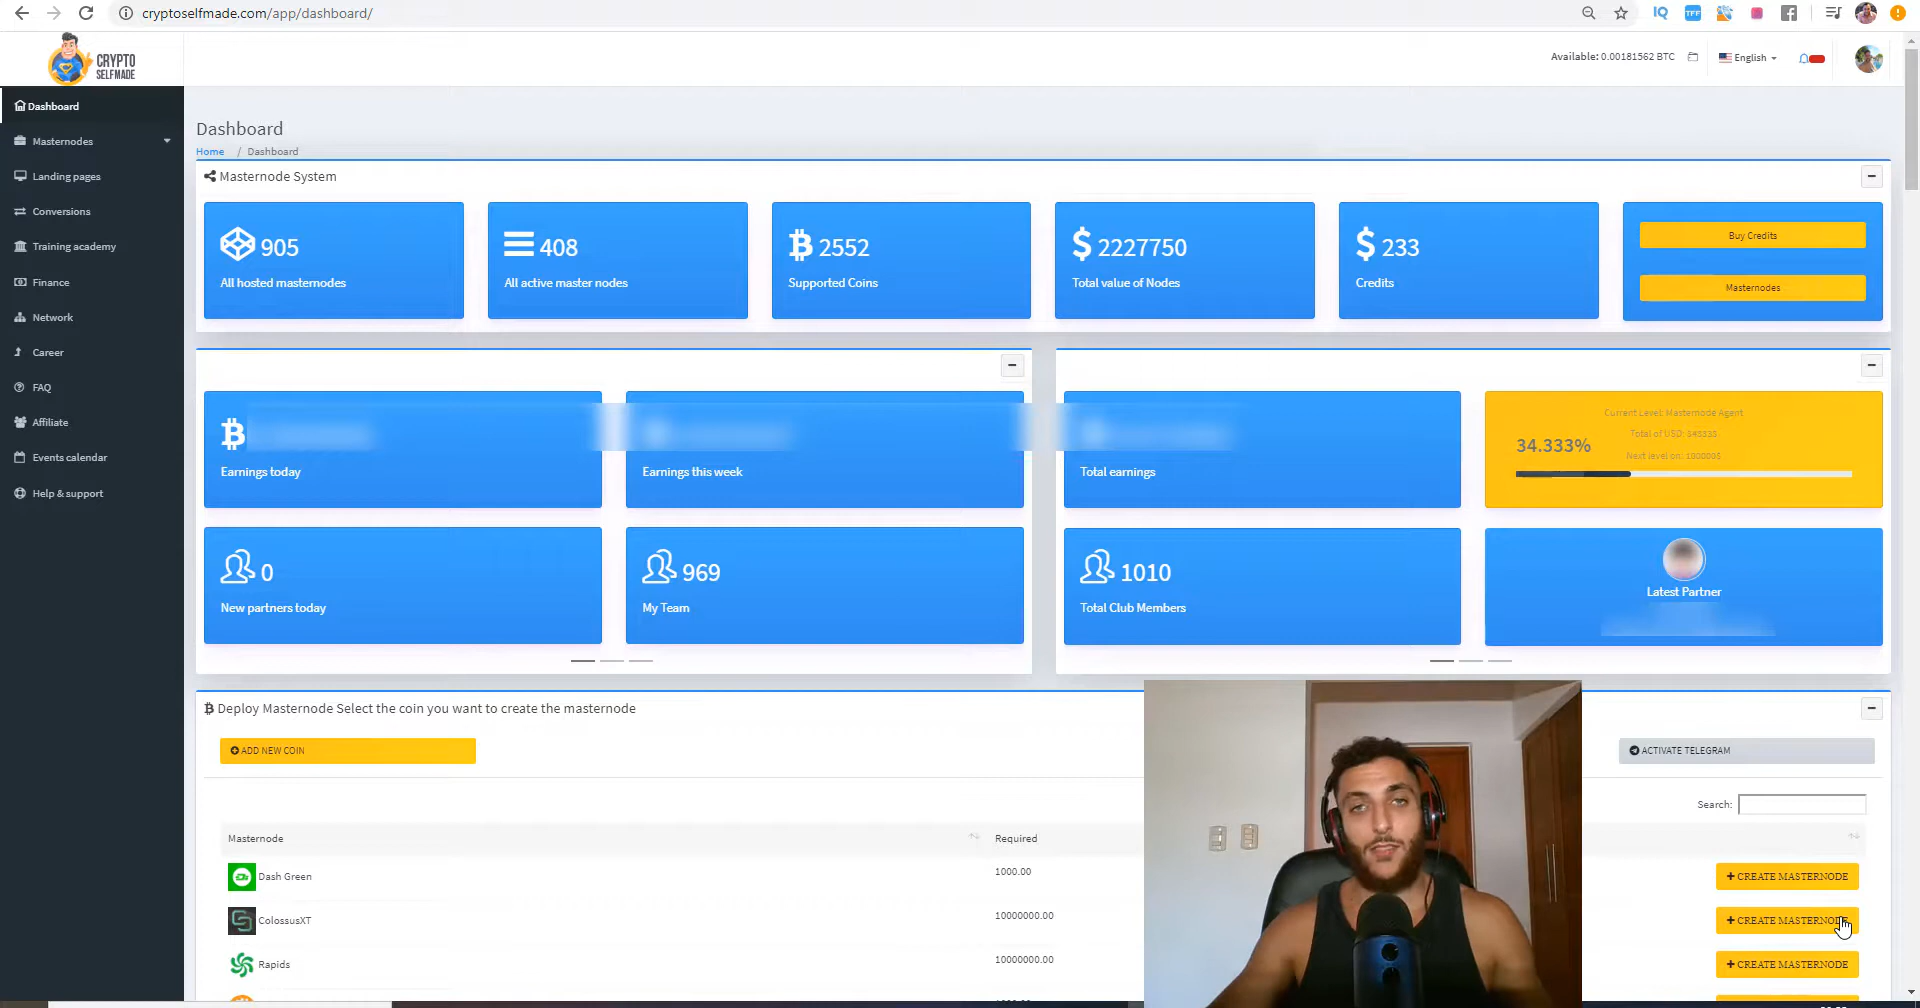 cryptoselfmade.com/app/dashboard/
IQ
TFF
CRYPTO
SELFMADE
Available: 0.00181562 BTC
English
Dashboard
Masternodes
Landing pages
Conversions
Training academy
Finance
Network
Career
FAQ
Affiliate
Events calendar
Help & support
Dashboard
Home / Dashboard
Masternode System
905
All hosted masternodes
408
All active master nodes
2552
Supported Coins
$ 2227750
Total value of Nodes
$ 233
Credits
Buy Credits
Masternodes
Earnings today
Earnings this week
Total earnings
Current Level: Masternode Agent
34.333%
Total of USD:
Next level on:
0
New partners today
969
My Team
1010
Total Club Members
Latest Partner
Deploy Masternode Select the coin you want to create the masternode
ADD NEW COIN
ACTIVATE TELEGRAM
Search:
Masternode
Required
Dash Green
1000.00
+ CREATE MASTERNODE
ColossusXT
10000000.00
+ CREATE MASTERNODE
Rapids
10000000.00
+ CREATE MASTERNODE